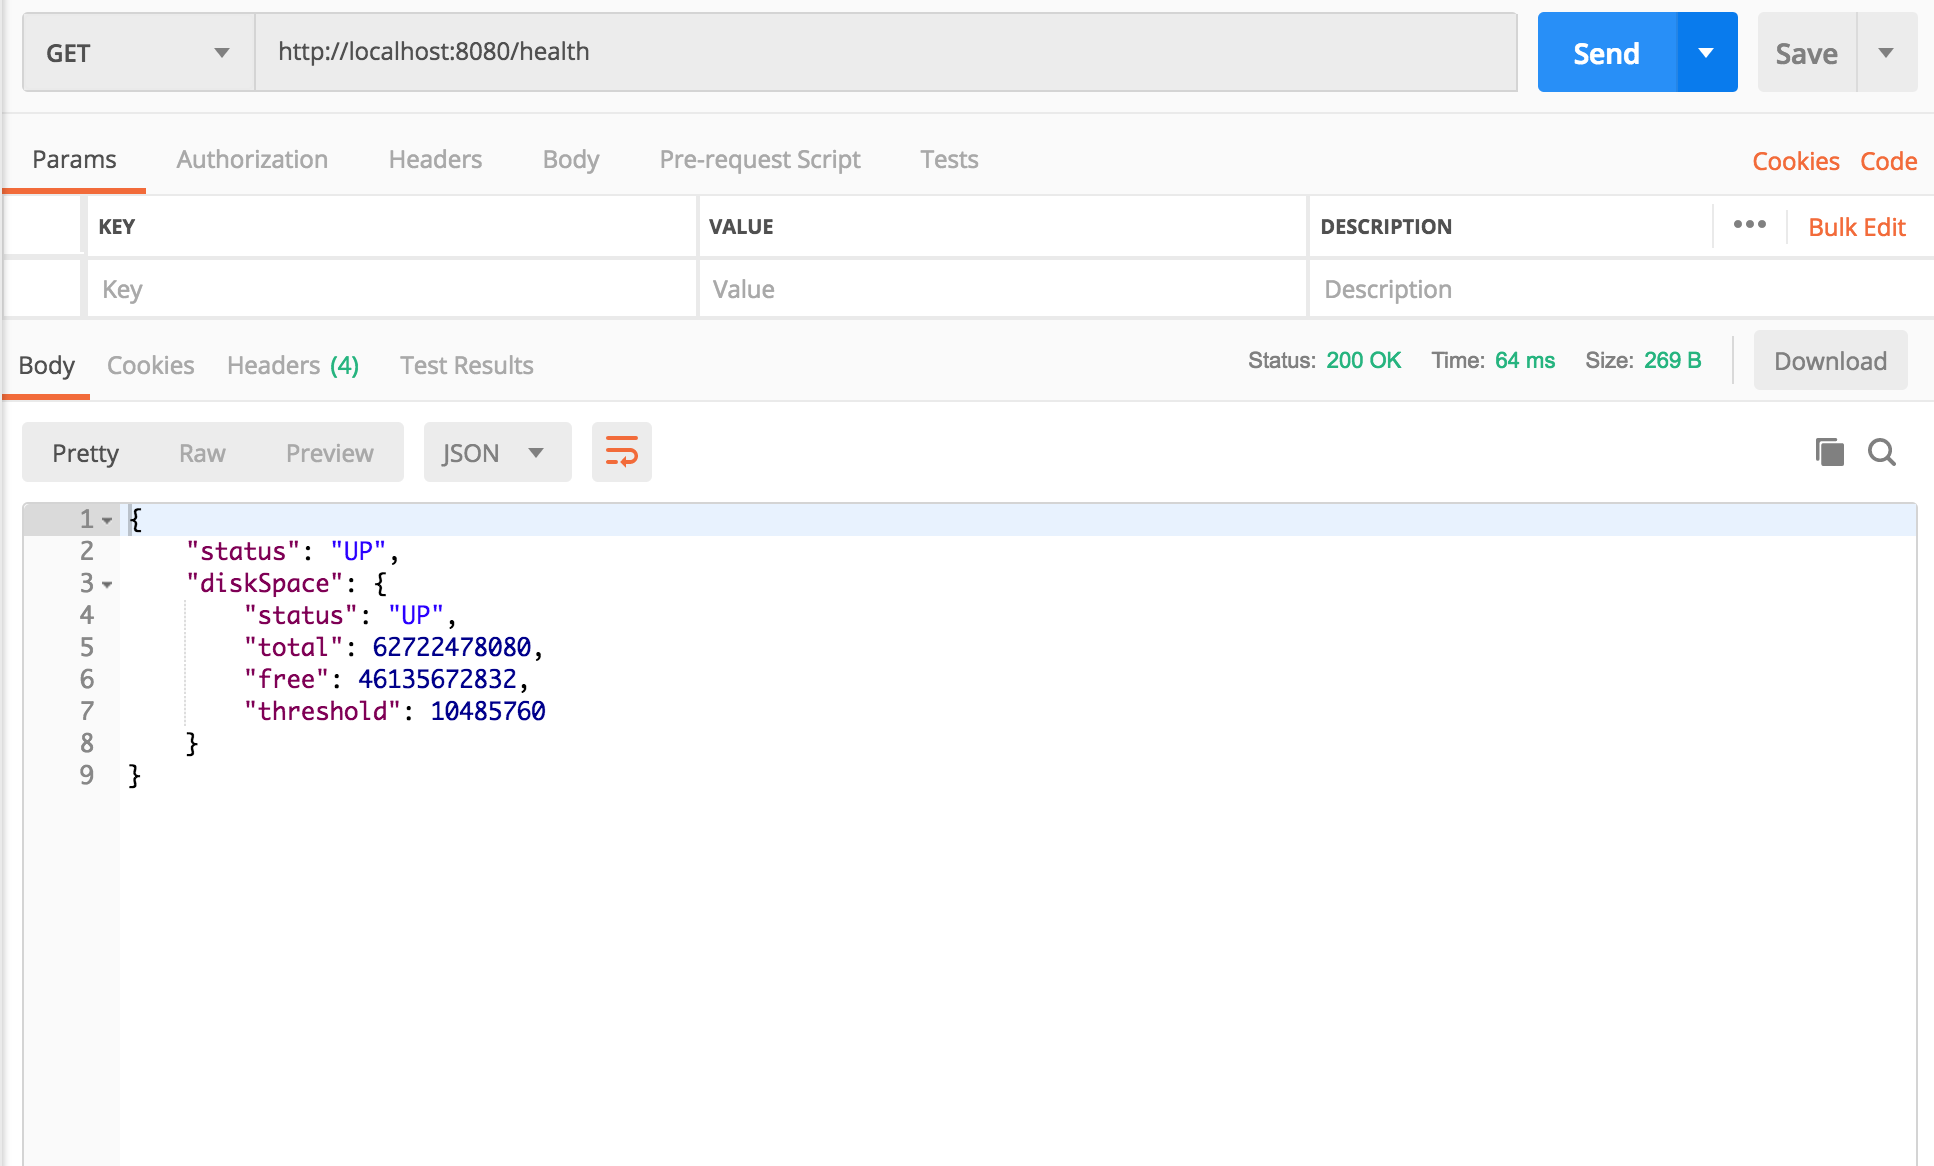 GET http://localhost:8080/health Send Save
Params Authorization Headers Body Pre-request Script Tests Cookies Code
KEY VALUE DESCRIPTION ••• Bulk Edit
Key Value Description
Body Cookies Headers (4) Test Results Status: 200 OK Time: 64 ms Size: 269 B Download
Pretty Raw Preview JSON
1 {
2     "status": "UP",
3     "diskSpace": {
4         "status": "UP",
5         "total": 62722478080,
6         "free": 46135672832,
7         "threshold": 10485760
8     }
9 }